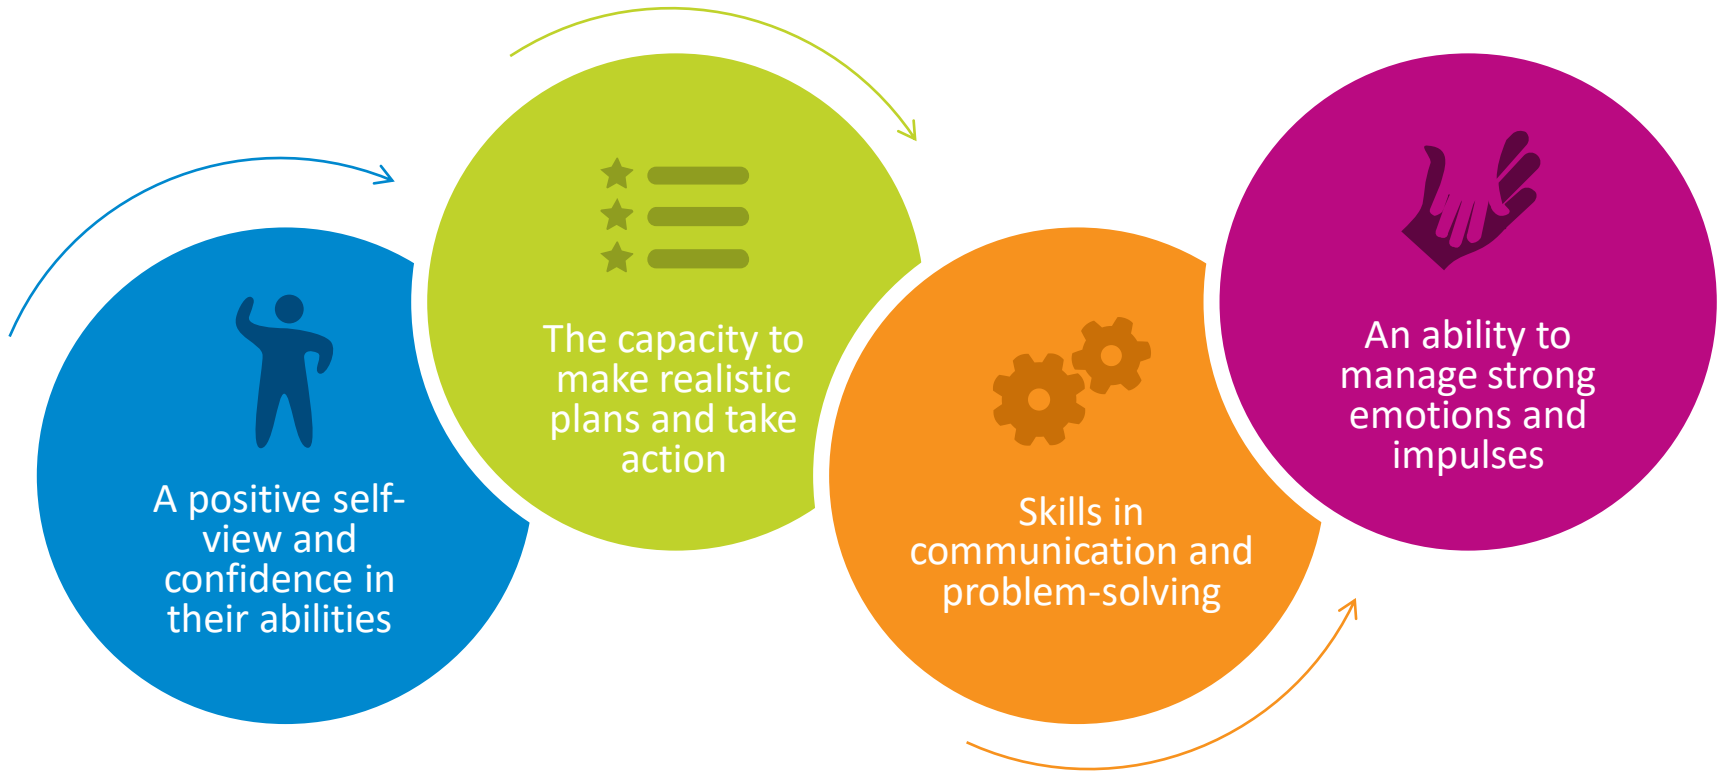 A positive self-
view and
confidence in
their abilities
The capacity to
make realistic
plans and take
action
Skills in
communication and
problem-solving
An ability to
manage strong
emotions and
impulses